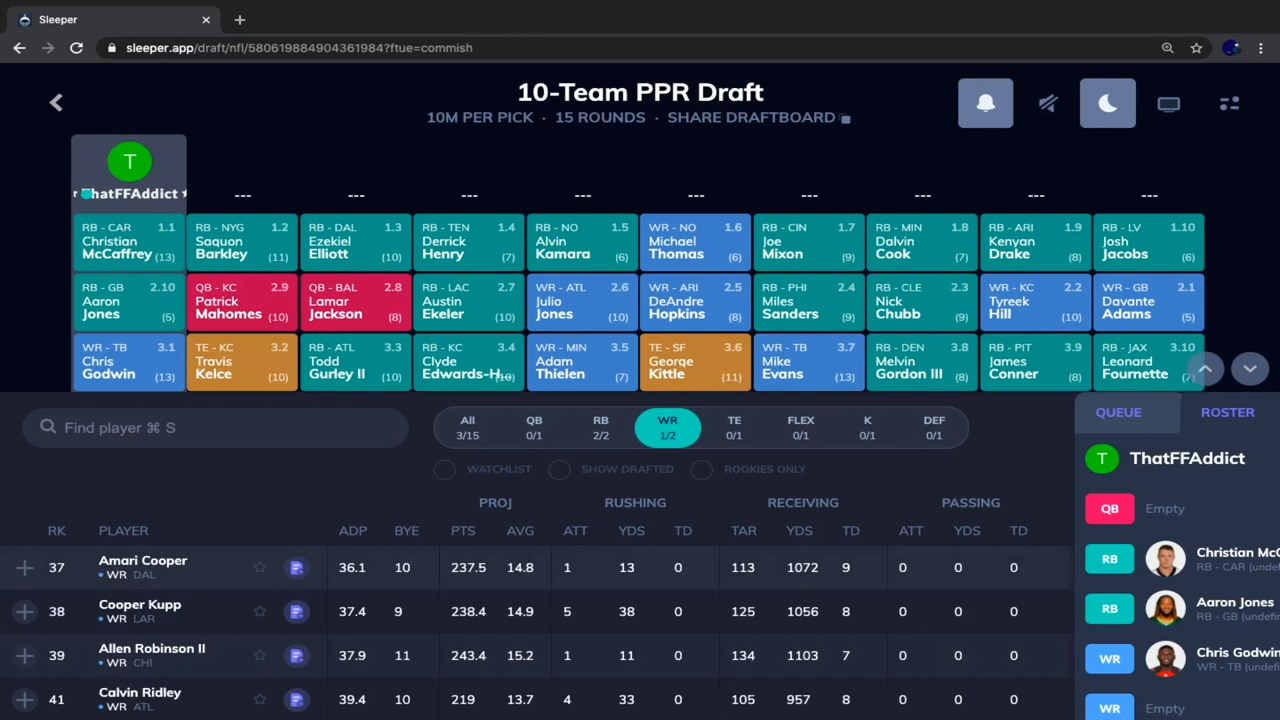 Sleeper
sleeper.app/draft/nfl/580619884904361984?ftue=commish
10-Team PPR Draft
10M PER PICK · 15 ROUNDS · SHARE DRAFTBOARD
T
ThatFFAddict
--- --- --- --- --- --- --- --- ---
RB - CAR 1.1 RB - NYG 1.2 RB - DAL 1.3 RB - TEN 1.4 RB - NO 1.5 WR - NO 1.6 RB - CIN 1.7 RB - MIN 1.8 RB - ARI 1.9 RB - LV 1.10
Christian Saquon Ezekiel Derrick Alvin Michael Joe Dalvin Kenyan Josh
McCaffrey (13) Barkley (11) Elliott (10) Henry (7) Kamara (6) Thomas (6) Mixon (9) Cook (7) Drake (8) Jacobs (6)
RB - GB 2.10 QB - KC 2.9 QB - BAL 2.8 RB - LAC 2.7 WR - ATL 2.6 WR - ARI 2.5 RB - PHI 2.4 RB - CLE 2.3 WR - KC 2.2 WR - GB 2.1
Aaron Patrick Lamar Austin Julio DeAndre Miles Nick Tyreek Davante
Jones (5) Mahomes (10) Jackson (8) Ekeler (10) Jones (10) Hopkins (8) Sanders (9) Chubb (9) Hill (10) Adams (5)
WR - TB 3.1 TE - KC 3.2 RB - ATL 3.3 RB - KC 3.4 WR - MIN 3.5 TE - SF 3.6 WR - TB 3.7 RB - DEN 3.8 RB - PIT 3.9 RB - JAX 3.10
Chris Travis Todd Clyde Adam George Mike Melvin James Leonard
Godwin (13) Kelce (10) Gurley II (10) Edwards-H... Thielen (7) Kittle (11) Evans (13) Gordon III (8) Conner (8) Fournette
Find player ⌘ S
All QB RB WR TE FLEX K DEF
3/15 0/1 2/2 1/2 0/1 0/1 0/1 0/1
WATCHLIST SHOW DRAFTED ROOKIES ONLY
PROJ RUSHING RECEIVING PASSING
RK PLAYER ADP BYE PTS AVG ATT YDS TD TAR YDS TD ATT YDS TD
37 Amari Cooper 36.1 10 237.5 14.8 1 13 0 113 1072 9 0 0 0
WR DAL
38 Cooper Kupp 37.4 9 238.4 14.9 5 38 0 125 1056 8 0 0 0
WR LAR
39 Allen Robinson II 37.9 11 243.4 15.2 1 11 0 134 1103 7 0 0 0
WR CHI
41 Calvin Ridley 39.4 10 219 13.7 4 33 0 105 957 8 0 0 0
WR ATL
QUEUE ROSTER
T ThatFFAddict
QB Empty
RB Christian McC
RB - CAR (undef
RB Aaron Jones
RB - GB (undefi
WR Chris Godwin
WR - TB (undef
WR Empty